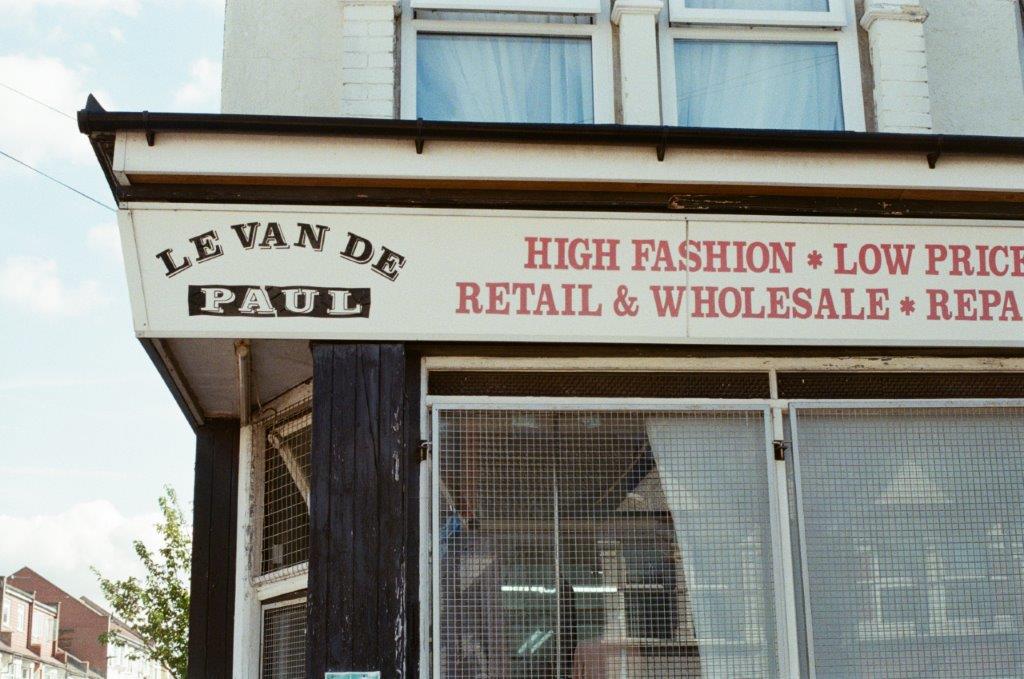 LE VAN DE
PAUL
HIGH FASHION * LOW PRICE
RETAIL & WHOLESALE * REPA